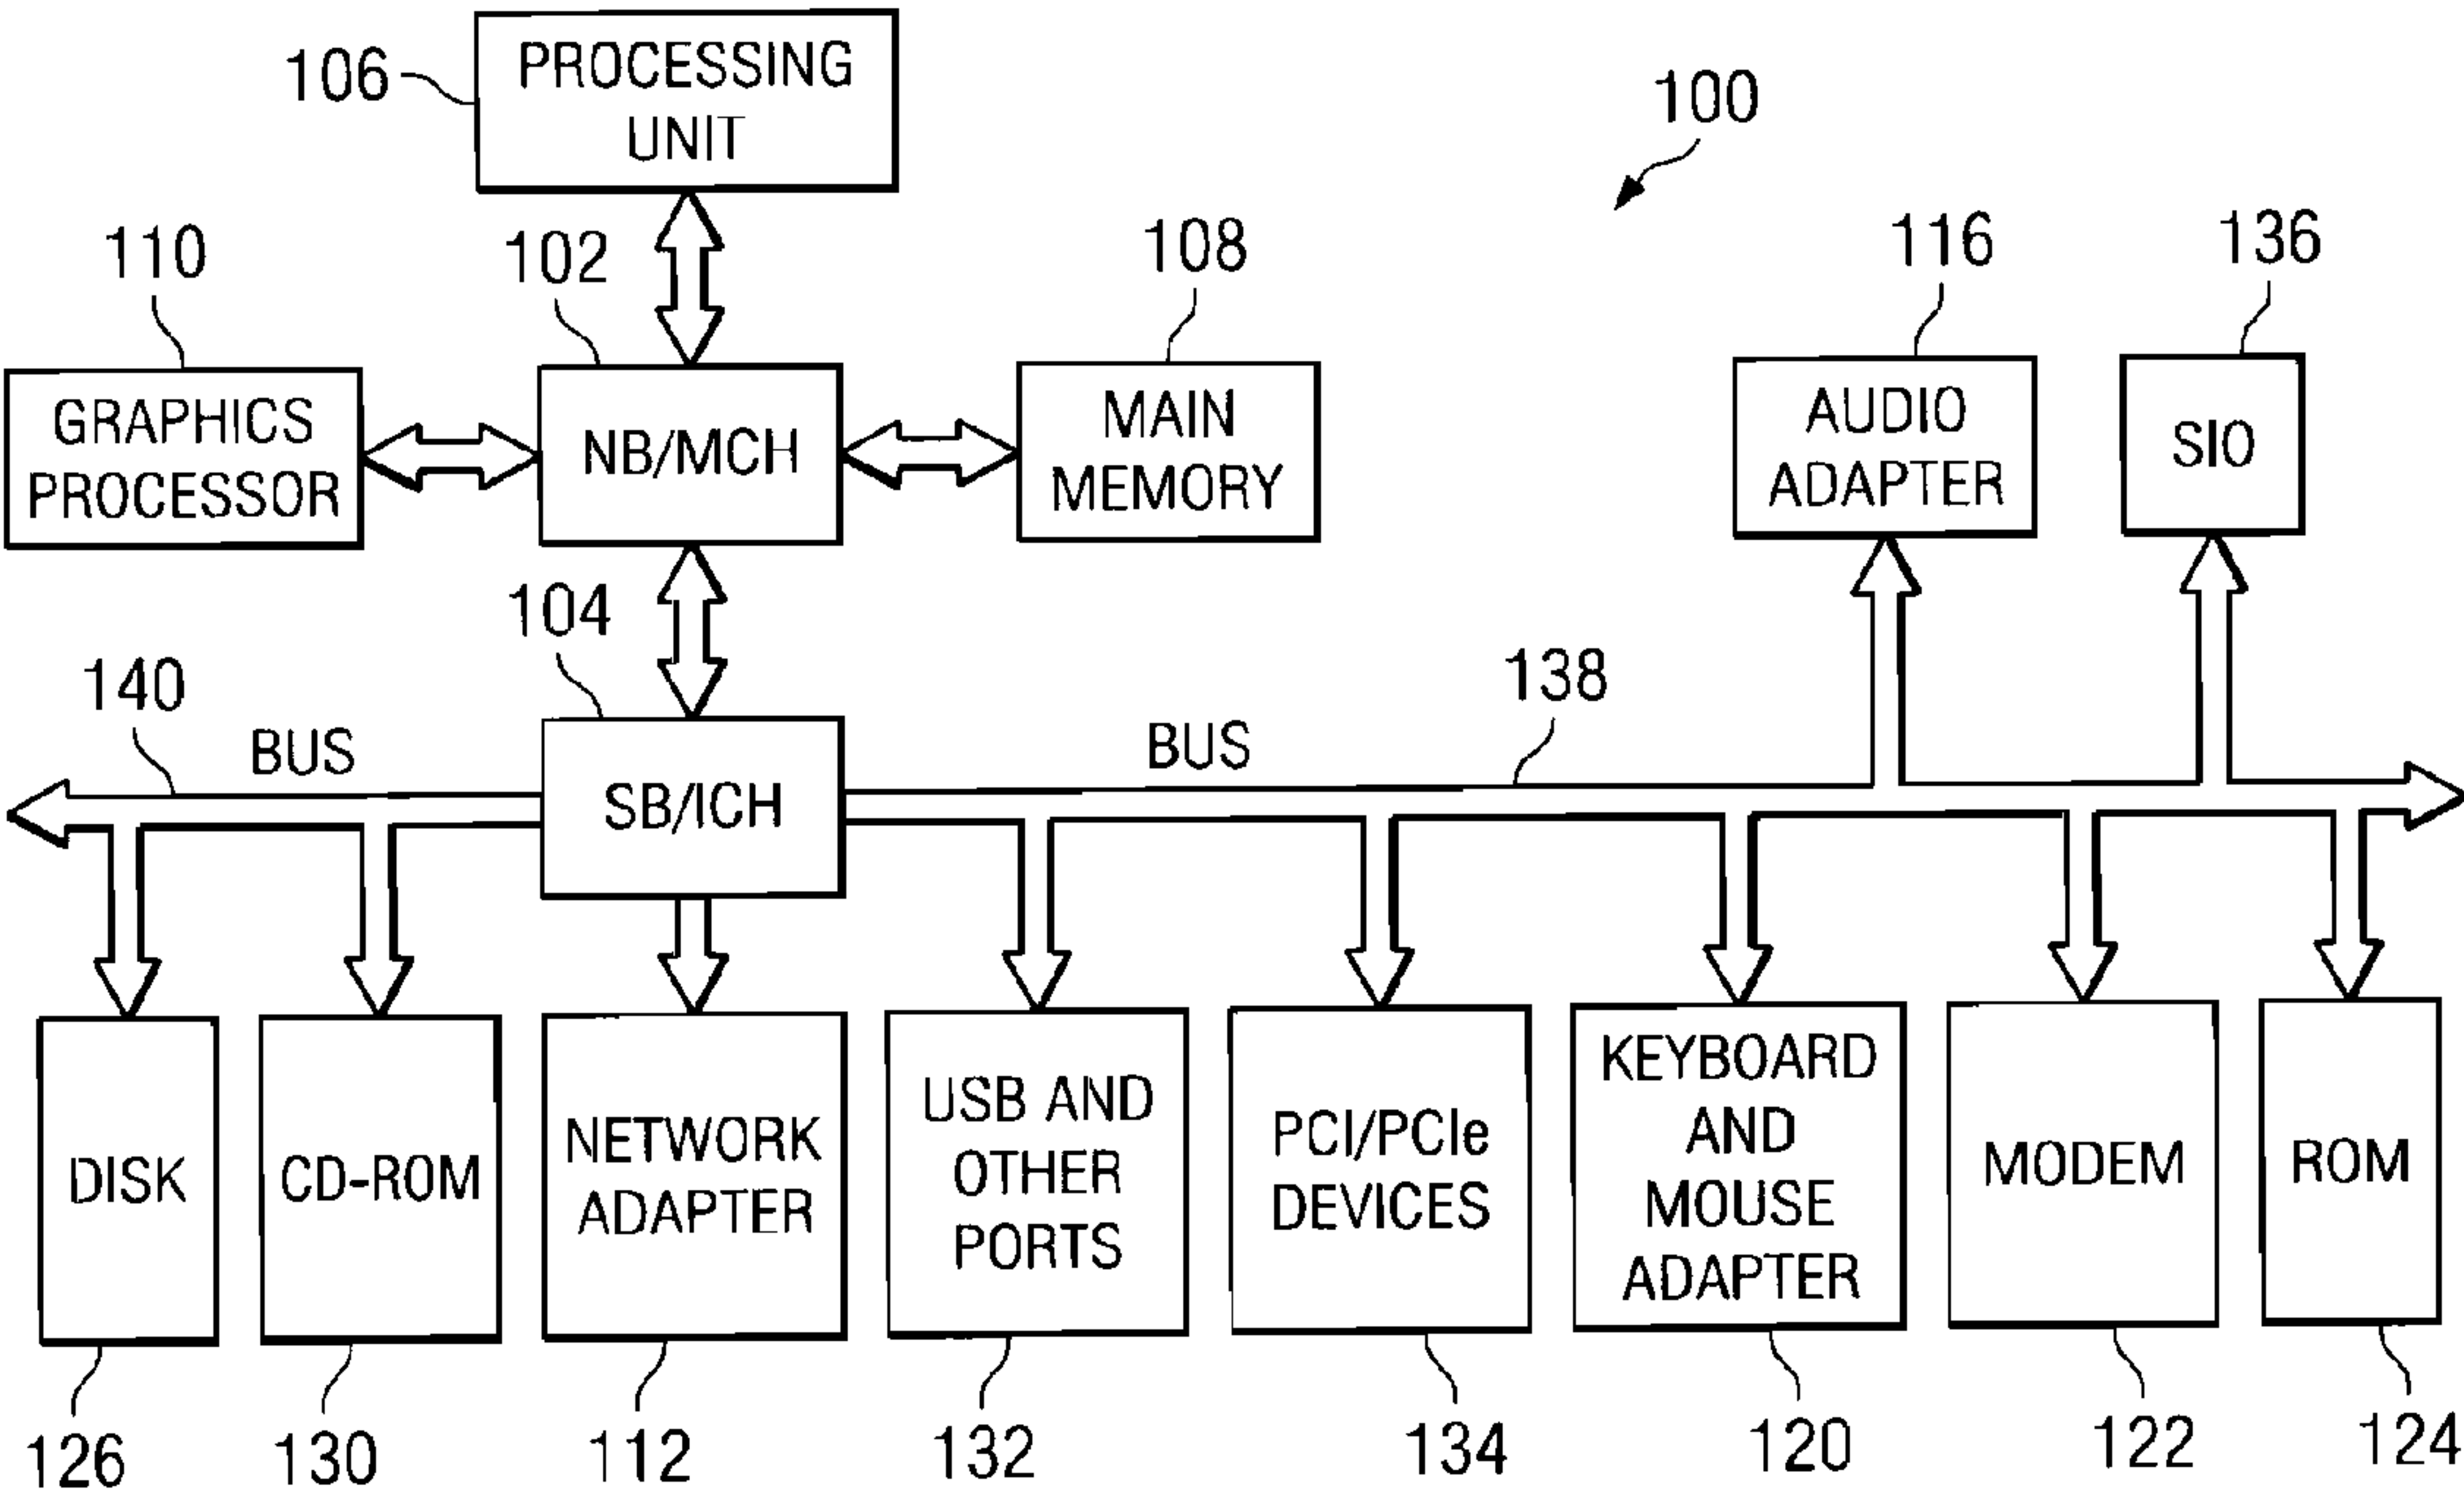 106
PROCESSING
UNIT
100
110
102
108
116
136
GRAPHICS
PROCESSOR
NB/MCH
MAIN
MEMORY
AUDIO
ADAPTER
SIO
104
140
BUS
SB/ICH
BUS
138
DISK
CD-ROM
NETWORK
ADAPTER
USB AND
OTHER
PORTS
PCI/PCIe
DEVICES
KEYBOARD
AND
MOUSE
ADAPTER
MODEM
ROM
126
130
112
132
134
120
122
124